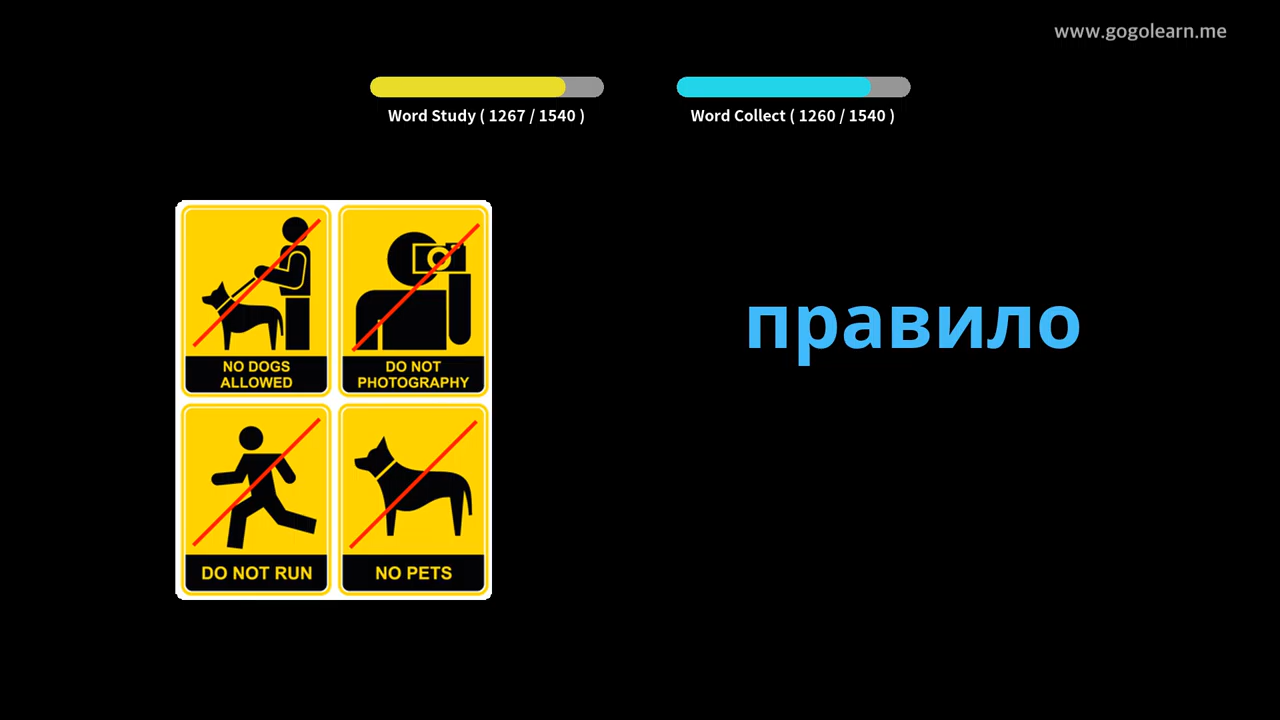 www.gogolearn.me
Word Study ( 1267 / 1540 )
Word Collect ( 1260 / 1540 )
NO DOGS
ALLOWED
DO NOT
PHOTOGRAPHY
правило
DO NOT RUN
NO PETS